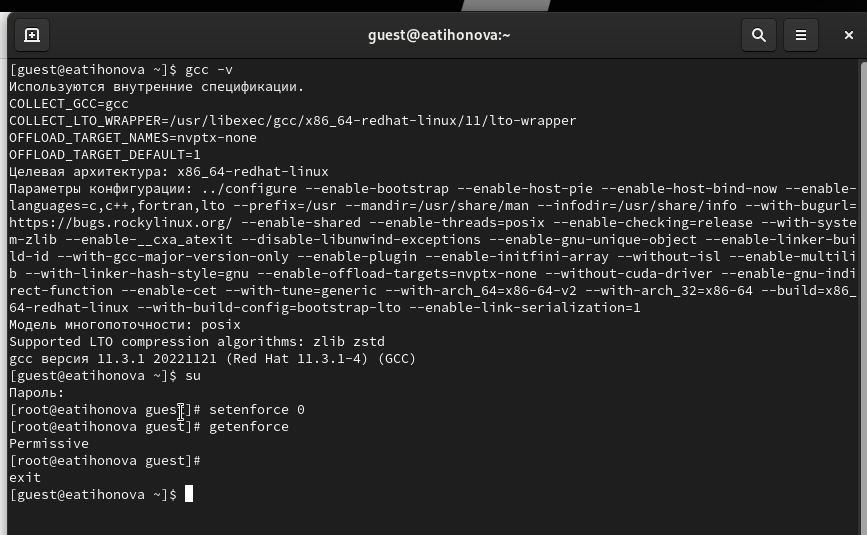 guest@eatihonova:~
[guest@eatihonova ~]$ gcc -v
Используются внутренние спецификации.
COLLECT_GCC=gcc
COLLECT_LTO_WRAPPER=/usr/libexec/gcc/x86_64-redhat-linux/11/lto-wrapper
OFFLOAD_TARGET_NAMES=nvptx-none
OFFLOAD_TARGET_DEFAULT=1
Целевая архитектура: x86_64-redhat-linux
Параметры конфигурации: ../configure --enable-bootstrap --enable-host-pie --enable-host-bind-now --enable-
languages=c,c++,fortran,lto --prefix=/usr --mandir=/usr/share/man --infodir=/usr/share/info --with-bugurl=
https://bugs.rockylinux.org/ --enable-shared --enable-threads=posix --enable-checking=release --with-syste
m-zlib --enable-__cxa_atexit --disable-libunwind-exceptions --enable-gnu-unique-object --enable-linker-bui
ld-id --with-gcc-major-version-only --enable-plugin --enable-initfini-array --without-isl --enable-multili
b --with-linker-hash-style=gnu --enable-offload-targets=nvptx-none --without-cuda-driver --enable-gnu-indi
rect-function --enable-cet --with-tune=generic --with-arch_64=x86-64-v2 --with-arch_32=x86-64 --build=x86_
64-redhat-linux --with-build-config=bootstrap-lto --enable-link-serialization=1
Модель многопоточности: posix
Supported LTO compression algorithms: zlib zstd
gcc версия 11.3.1 20221121 (Red Hat 11.3.1-4) (GCC)
[guest@eatihonova ~]$ su
Пароль:
[root@eatihonova guest]# setenforce 0
[root@eatihonova guest]# getenforce
Permissive
[root@eatihonova guest]#
exit
[guest@eatihonova ~]$